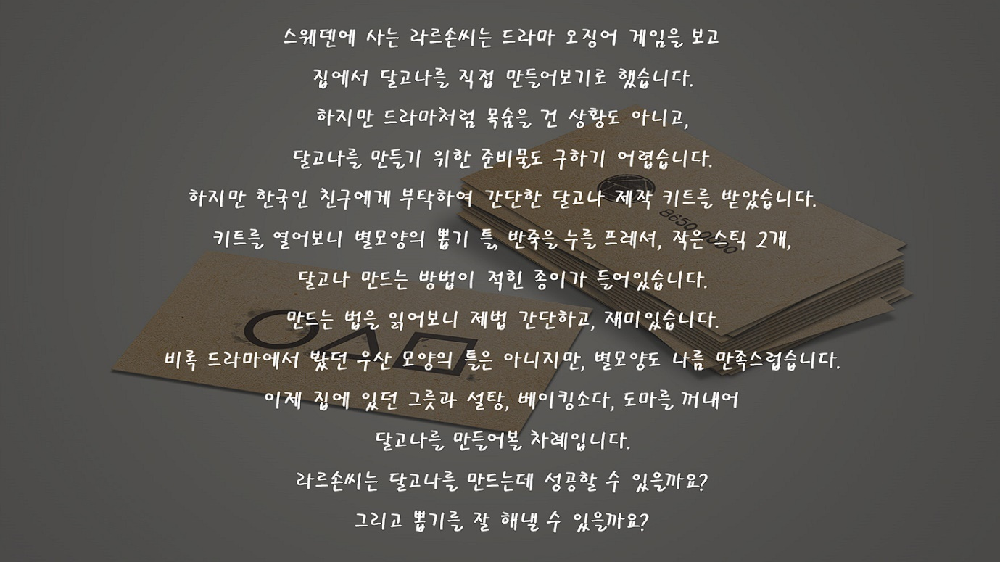 스웨덴에 사는 라르손씨는 드라마 오징어 게임을 보고
집에서 달고나를 직접 만들어보기로 했습니다.
하지만 드라마처럼 목숨을 건 상황도 아니고,
달고나를 만들기 위한 준비물도 구하기 어렵습니다.
하지만 한국인 친구에게 부탁하여 간단한 달고나 제작 키트를 받았습니다.
키트를 열어보니 별모양의 뽑기 틀, 반죽을 누를 프레서, 작은 스틱 2개,
달고나 만드는 방법이 적힌 종이가 들어있습니다.
만드는 법을 읽어보니 제법 간단하고, 재미있습니다.
비록 드라마에서 봤던 우산 모양의 틀은 아니지만, 별모양도 나름 만족스럽습니다.
이제 집에 있던 그릇과 설탕, 베이킹소다, 도마를 꺼내어
달고나를 만들어볼 차례입니다.
라르손씨는 달고나를 만드는데 성공할 수 있을까요?
그리고 뽑기를 잘 해낼 수 있을까요?